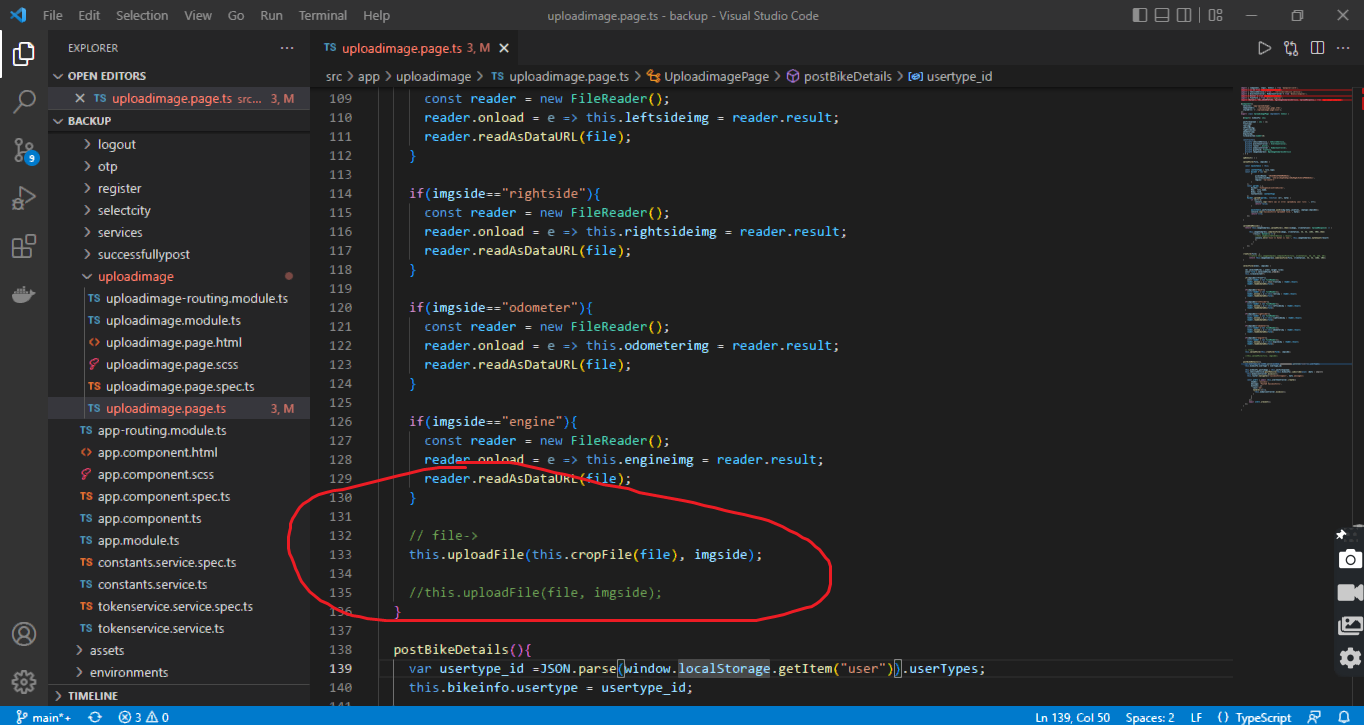 File Edit Selection View Go Run Terminal Help uploadimage.page.ts - backup - Visual Studio Code
EXPLORER
OPEN EDITORS
TS uploadimage.page.ts src... 3, M
BACKUP
logout
otp
register
selectcity
services
successfullypost
uploadimage
TS uploadimage-routing.module.ts
TS uploadimage.module.ts
<> uploadimage.page.html
uploadimage.page.scss
TS uploadimage.page.spec.ts
TS uploadimage.page.ts 3, M
TS app-routing.module.ts
<> app.component.html
app.component.scss
TS app.component.spec.ts
TS app.component.ts
TS app.module.ts
TS constants.service.spec.ts
TS constants.service.ts
TS tokenservice.service.spec.ts
TS tokenservice.service.ts
assets
environments
TIMELINE
9
TS uploadimage.page.ts 3, M
src > app > uploadimage > TS uploadimage.page.ts > UploadimagePage > postBikeDetails > usertype_id
109 const reader = new FileReader();
110 reader.onload = e => this.leftsideimg = reader.result;
111 reader.readAsDataURL(file);
112 }
113
114 if(imgside=="rightside"){
115 const reader = new FileReader();
116 reader.onload = e => this.rightsideimg = reader.result;
117 reader.readAsDataURL(file);
118 }
119
120 if(imgside=="odometer"){
121 const reader = new FileReader();
122 reader.onload = e => this.odometerimg = reader.result;
123 reader.readAsDataURL(file);
124 }
125
126 if(imgside=="engine"){
127 const reader = new FileReader();
128 reader.onload = e => this.engineimg = reader.result;
129 reader.readAsDataURL(file);
130 }
131
132 // file->
133 this.uploadFile(this.cropFile(file), imgside);
134
135 //this.uploadFile(file, imgside);
136 }
137
138 postBikeDetails(){
139 var usertype_id =JSON.parse(window.localStorage.getItem("user")).userTypes;
140 this.bikeinfo.usertype = usertype_id;
141
main*+ 3 0 Ln 139, Col 50 Spaces: 2 LF {} TypeScript